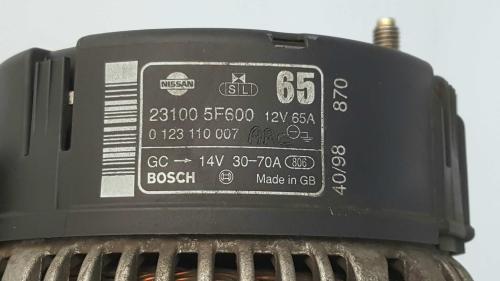 NISSAN
S L
65
23100 5F600 12V 65A
0 123 110 007
GC → 14V 30-70A 806
BOSCH Made in GB
40/98 870